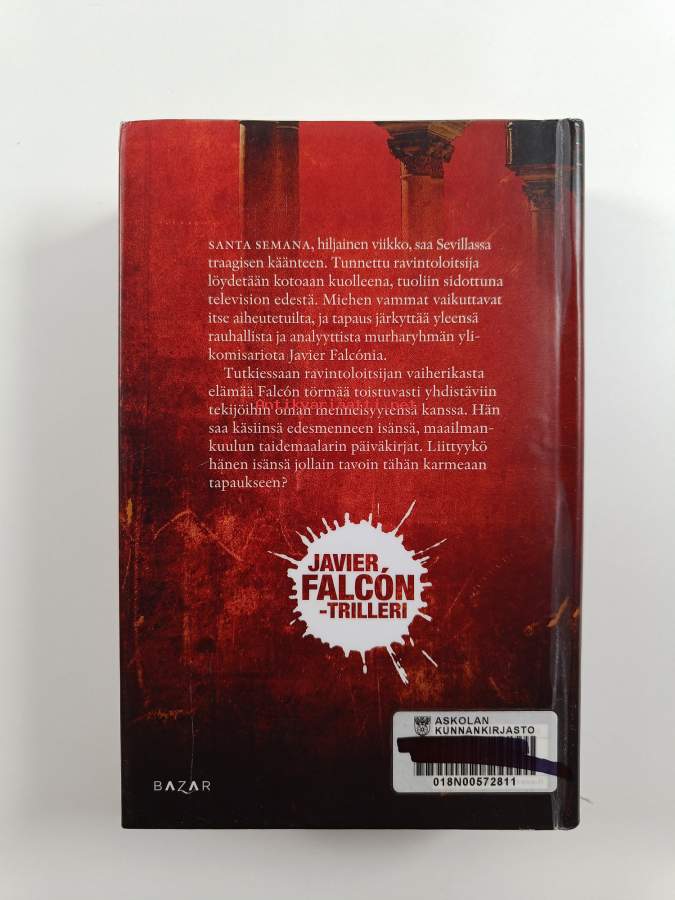 SANTA SEMANA, hiljainen viikko, saa Sevillassa
traagisen käänteen. Tunnettu ravintoloitsija
löydetään kotoaan kuolleena, tuoliin sidottuna
television edestä. Miehen vammat vaikuttavat
itse aiheutetuilta, ja tapaus järkyttää yleensä
rauhallista ja analyyttista murharyhmän yli-
komisariota Javier Falcónia.
Tutkiessaan ravintoloitsijan vaiherikasta
elämää Falcón törmää toistuvasti yhdistäviin
Antikvariaatti.net
tekijöihin oman menneisyytensä kanssa. Hän
saa käsiinsä edesmenneen isänsä, maailman-
kuulun taidemaalarin päiväkirjat. Liittyykö
hänen isänsä jollain tavoin tähän karmeaan
tapaukseen?
JAVIER
FALCÓN
-TRILLERI
ASKOLAN
KUNNANKIRJASTO
018N00572811
BAZAR